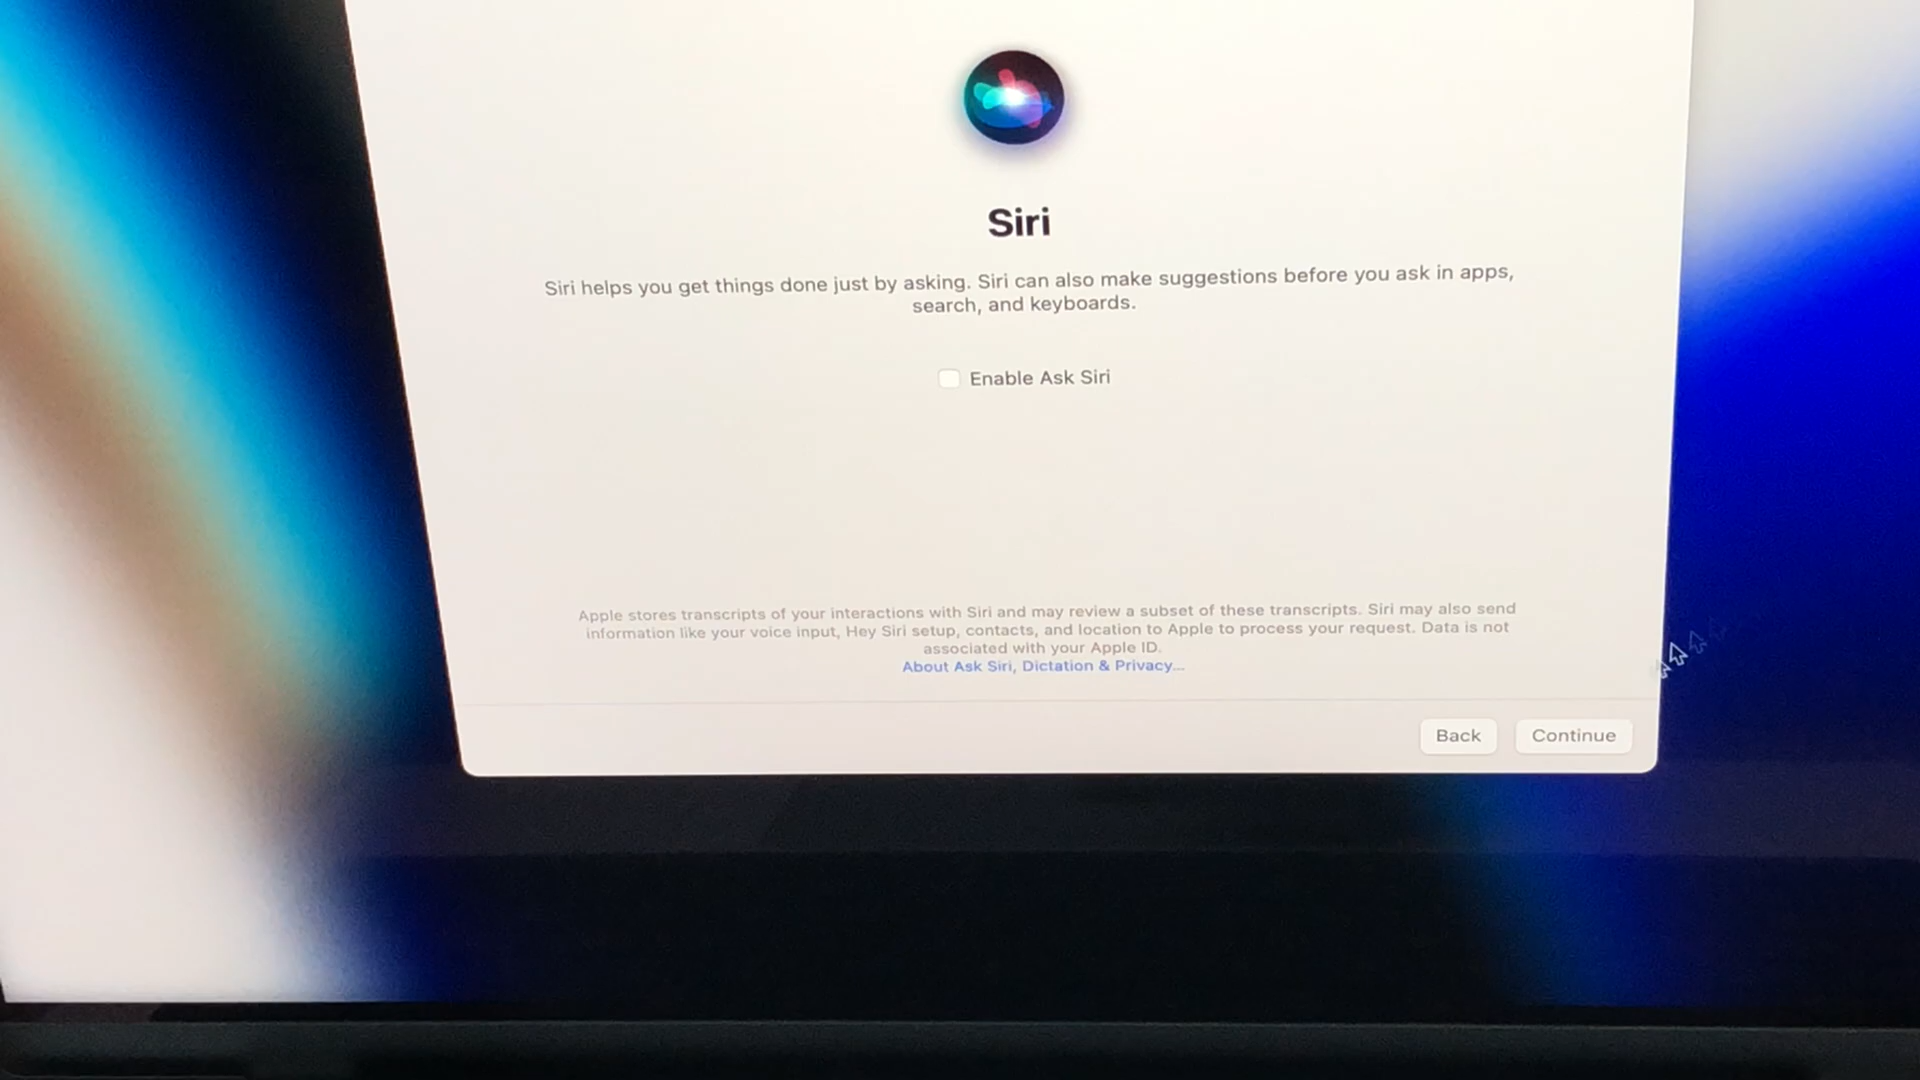 Siri
Siri helps you get things done just by asking. Siri can also make suggestions before you ask in apps,
search, and keyboards.
Enable Ask Siri
Apple stores transcripts of your interactions with Siri and may review a subset of these transcripts. Siri may also send
information like your voice input, Hey Siri setup, contacts, and location to Apple to process your request. Data is not
associated with your Apple ID.
About Ask Siri, Dictation & Privacy...
Back
Continue